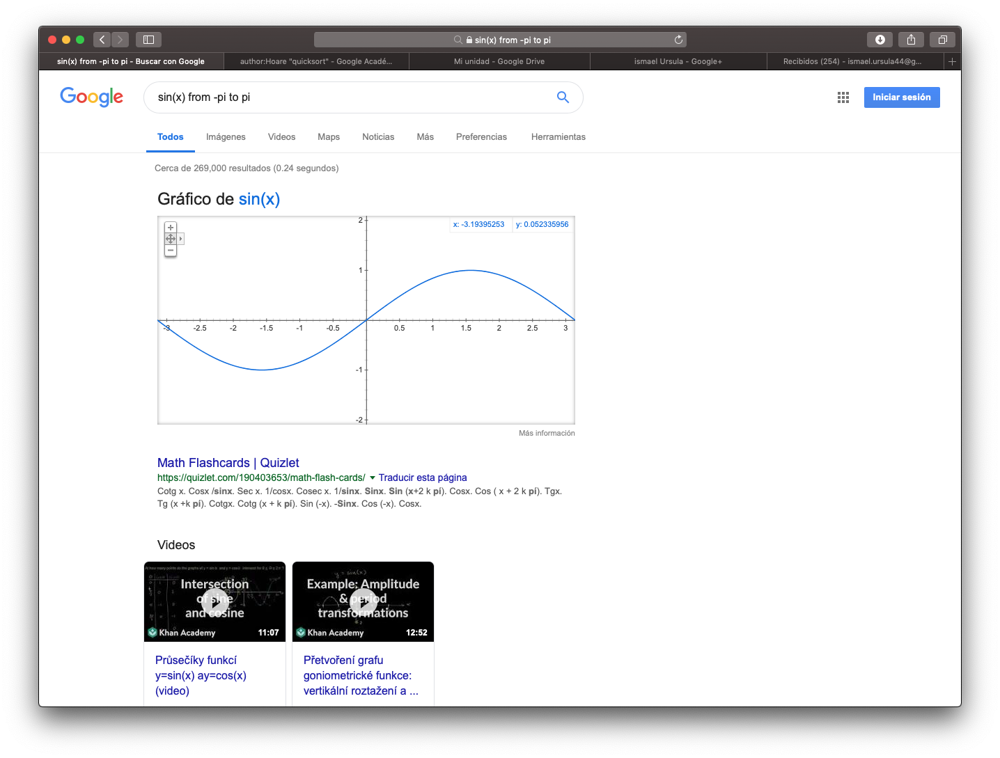 sin(x) from -pi to pi
sin(x) from -pi to pi - Buscar con Google
author:Hoare "quicksort" - Google Acadé...
Mi unidad - Google Drive
ismael Ursula - Google+
Recibidos (254) - ismael.ursula44@g...
Google
sin(x) from -pi to pi
Iniciar sesión
Todos
Imágenes
Videos
Maps
Noticias
Más
Preferencias
Herramientas
Cerca de 269,000 resultados (0.24 segundos)
Gráfico de sin(x)
x: -3.19395253
y: 0.052335956
2
1
-3
-2.5
-2
-1.5
-1
-0.5
0.5
1
1.5
2
2.5
3
-1
-2
Más información
Math Flashcards | Quizlet
https://quizlet.com/190403653/math-flash-cards/ Traducir esta página
Cotg x. Cosx /sinx. Sec x. 1/cosx. Cosec x. 1/sinx. Sinx. Sin (x+2 k pí). Cosx. Cos ( x + 2 k pí). Tgx.
Tg (x +k pí). Cotgx. Cotg (x + k pí). Sin (-x). -Sinx. Cos (-x). Cosx.
Videos
Intersection
of sine
and cosine
Khan Academy
11:07
Průsečíky funkcí
y=sin(x) ay=cos(x)
(video)
y = sin(x)
Example: Amplitude
& period
transformations
Khan Academy
12:52
Přetvoření grafu
goniometrické funkce:
vertikální roztažení a ...